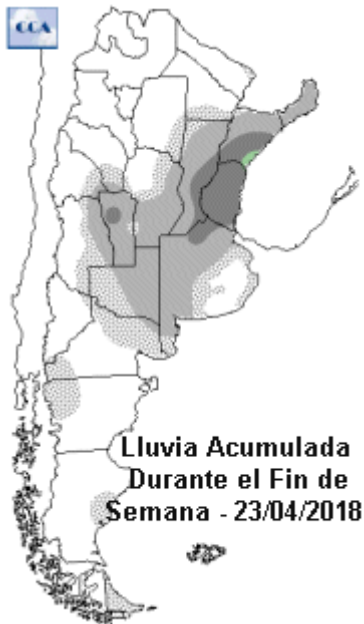 CCA
Lluvia Acumulada
Durante el Fin de
Semana - 23/04/2018